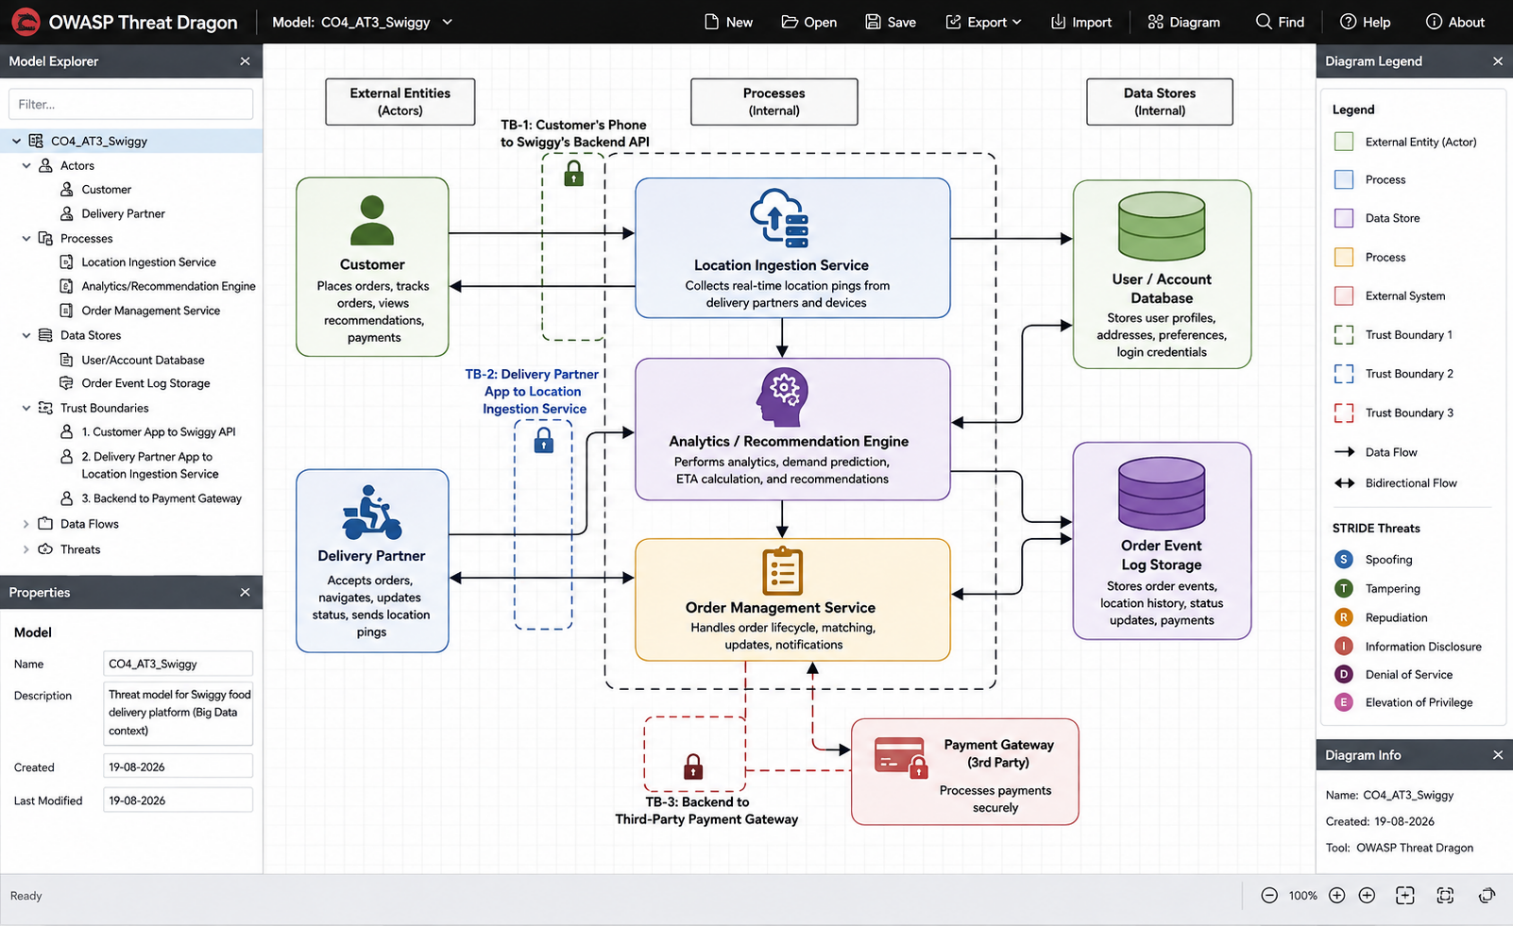 OWASP Threat Dragon
Model: CO4_AT3_Swiggy
New
Open
Save
Export
Import
Diagram
Find
Help
About
Model Explorer
Filter...
CO4_AT3_Swiggy
Actors
Customer
Delivery Partner
Processes
Location Ingestion Service
Analytics/Recommendation Engine
Order Management Service
Data Stores
User/Account Database
Order Event Log Storage
Trust Boundaries
1. Customer App to Swiggy API
2. Delivery Partner App to
Location Ingestion Service
3. Backend to Payment Gateway
Data Flows
Threats
Properties
Model
Name
CO4_AT3_Swiggy
Description
Threat model for Swiggy food
delivery platform (Big Data
context)
Created
19-08-2026
Last Modified
19-08-2026
External Entities
(Actors)
Processes
(Internal)
Data Stores
(Internal)
TB-1: Customer's Phone
to Swiggy's Backend API
Customer
Places orders, tracks
orders, views
recommendations,
payments
Location Ingestion Service
Collects real-time location pings from
delivery partners and devices
User / Account
Database
Stores user profiles,
addresses, preferences,
login credentials
TB-2: Delivery Partner
App to Location
Ingestion Service
Analytics / Recommendation Engine
Performs analytics, demand prediction,
ETA calculation, and recommendations
Delivery Partner
Accepts orders,
navigates, updates
status, sends location
pings
Order Management Service
Handles order lifecycle, matching,
updates, notifications
Order Event
Log Storage
Stores order events,
location history, status
updates, payments
Payment Gateway
(3rd Party)
Processes payments
securely
TB-3: Backend to
Third-Party Payment Gateway
Diagram Legend
Legend
External Entity (Actor)
Process
Data Store
Process
External System
Trust Boundary 1
Trust Boundary 2
Trust Boundary 3
Data Flow
Bidirectional Flow
STRIDE Threats
S Spoofing
T Tampering
R Repudiation
I Information Disclosure
D Denial of Service
E Elevation of Privilege
Diagram Info
Name: CO4_AT3_Swiggy
Created: 19-08-2026
Tool: OWASP Threat Dragon
Ready
100%